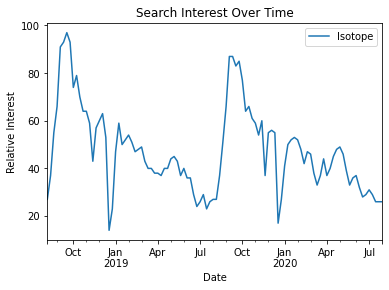 Search Interest Over Time
Isotope
Relative Interest
100
80
60
40
20
Oct Jan Apr Jul Oct Jan Apr Jul
2019 2020
Date